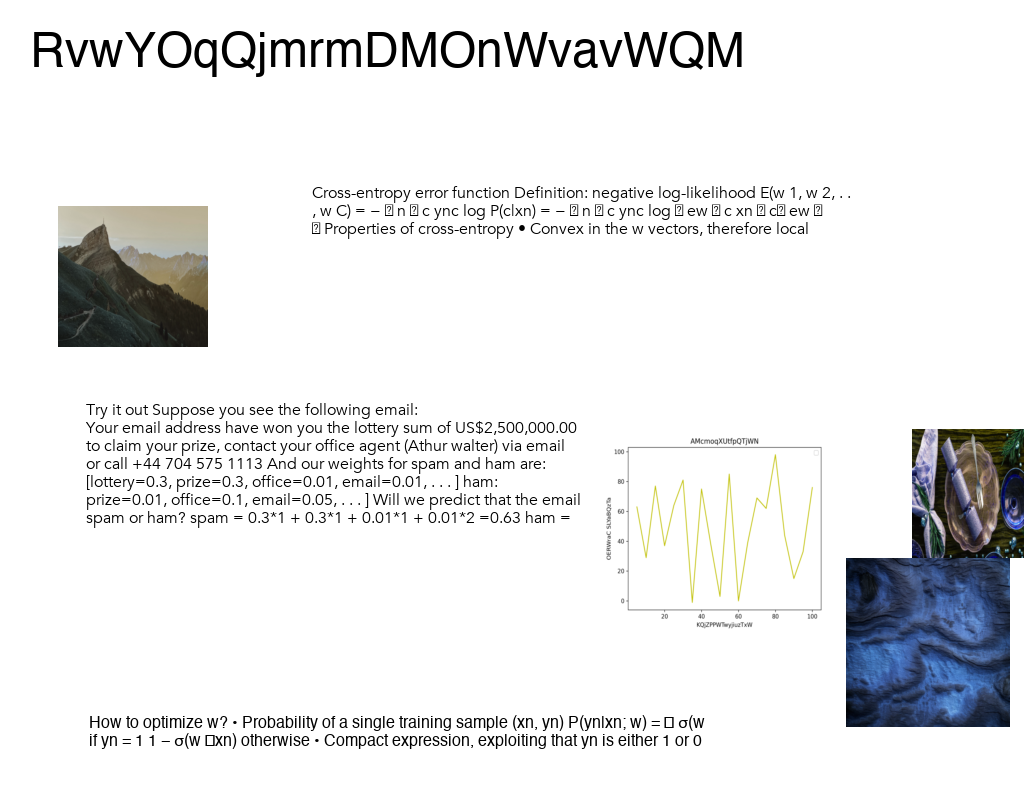 RvwYOqQjmrmDMOnWvavWQM
Cross-entropy error function Definition: negative log-likelihood E(w 1, w 2, . .
, w C) = − ⍰ n ⍰ c ync log P(c|xn) = − ⍰ n ⍰ c ync log ⍰ ew ⍰ c xn ⍰ c⍰ ew ⍰
⍰ Properties of cross-entropy • Convex in the w vectors, therefore local
Try it out Suppose you see the following email:
Your email address have won you the lottery sum of US$2,500,000.00
to claim your prize, contact your office agent (Athur walter) via email
or call +44 704 575 1113 And our weights for spam and ham are:
[lottery=0.3, prize=0.3, office=0.01, email=0.01, . . . ] ham:
prize=0.01, office=0.1, email=0.05, . . . ] Will we predict that the email
spam or ham? spam = 0.3*1 + 0.3*1 + 0.01*1 + 0.01*2 =0.63 ham =
AMcmoqXUtfpQTjWN
100
80
60
40
20
0
20 40 60 80 100
KQjZPPWTwyjiuzTxW
How to optimize w? • Probability of a single training sample (xn, yn) P(yn|xn; w) = □ σ(w
if yn = 1 1 − σ(w □xn) otherwise • Compact expression, exploiting that yn is either 1 or 0